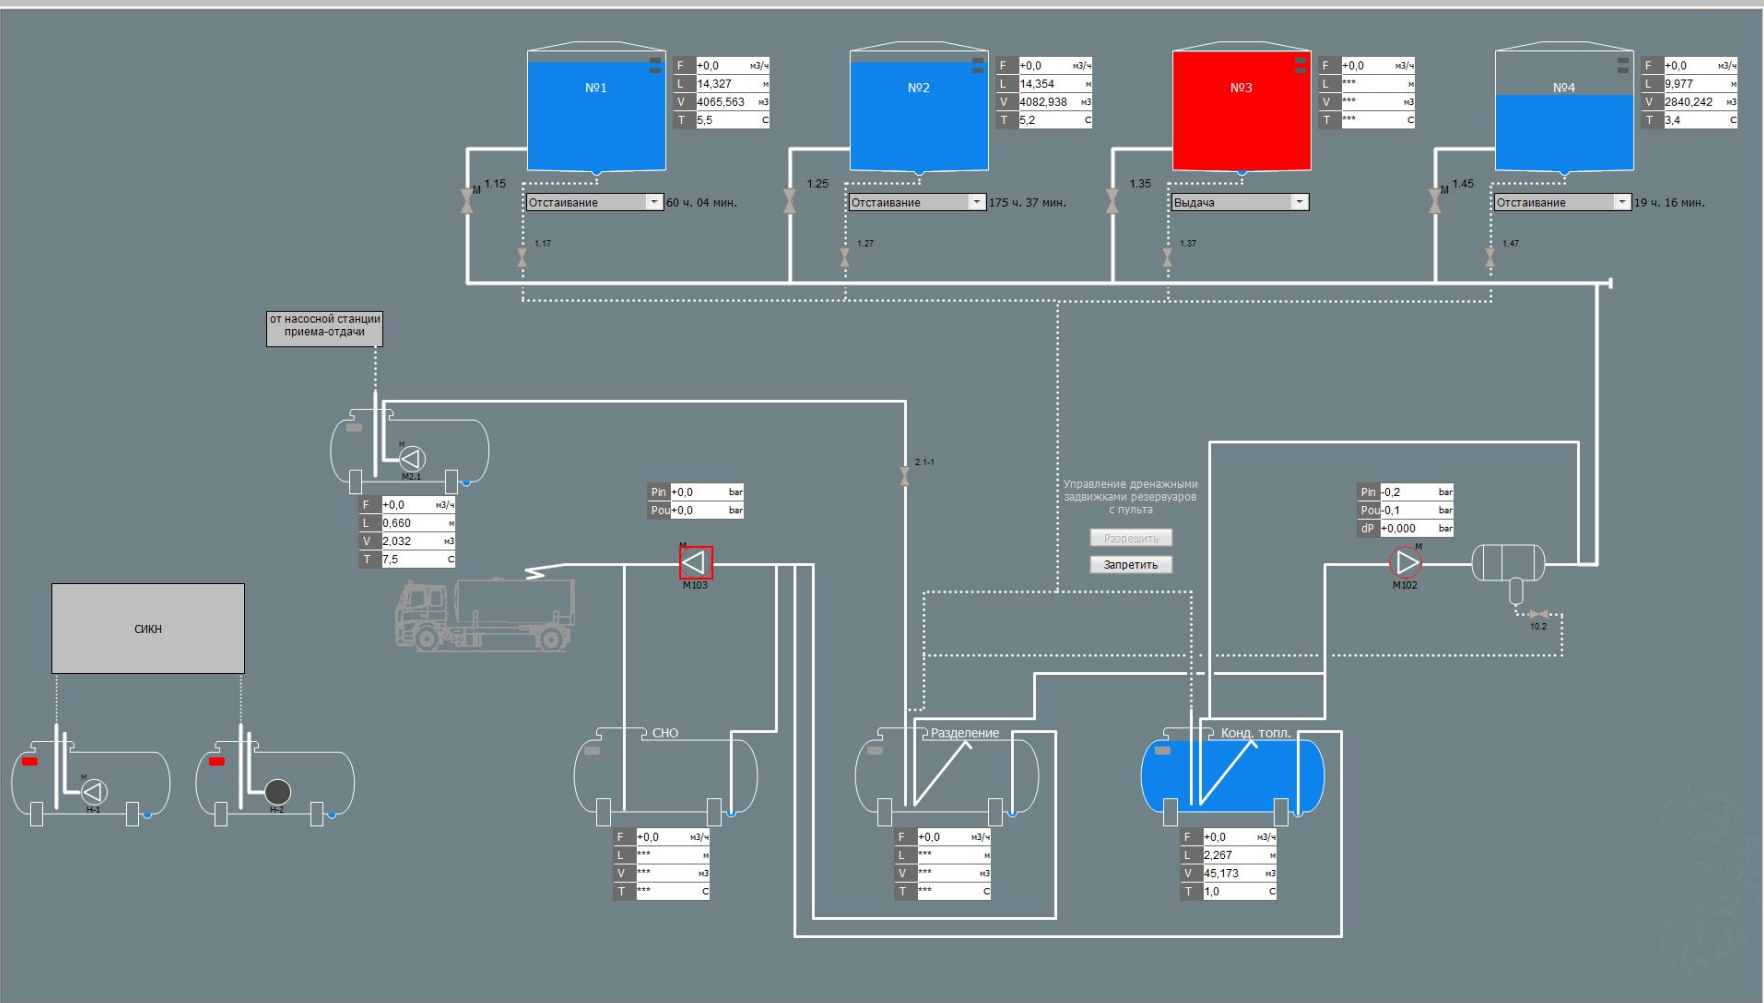 №1
F +0,0 м3/ч
L 14,327 м
V 4065,563 м3
T 5,5 C
№2
F +0,0 м3/ч
L 14,354 м
V 4082,938 м3
T 5,2 C
№3
F +0,0 м3/ч
L *** м
V *** м3
T *** C
№4
F +0,0 м3/ч
L 9,977 м
V 2840,242 м3
T 3,4 C
М 1.15
1.25
1.35
М 1.45
Отстаивание 60 ч. 04 мин.
Отстаивание 175 ч. 37 мин.
Выдача
Отстаивание 19 ч. 16 мин.
1.17
1.27
1.37
1.47
от насосной станции
приема-отдачи
М
М2.1
F +0,0 м3/ч
L 0,660 м
V 2,032 м3
T 7,5 C
2.1-1
Pin +0,0 bar
Pou +0,0 bar
М
М103
Управление дренажными
задвижками резервуаров
с пульта
Разрешить
Запретить
Pin -0,2 bar
Pou -0,1 bar
dP +0,000 bar
М
М102
10.2
СИКН
М
Н-1
Н-2
СНО
F +0,0 м3/ч
L *** м
V *** м3
T *** C
Разделение
F +0,0 м3/ч
L *** м
V *** м3
T *** C
Конд. топл.
F +0,0 м3/ч
L 2,267 м
V 45,173 м3
T 1,0 C